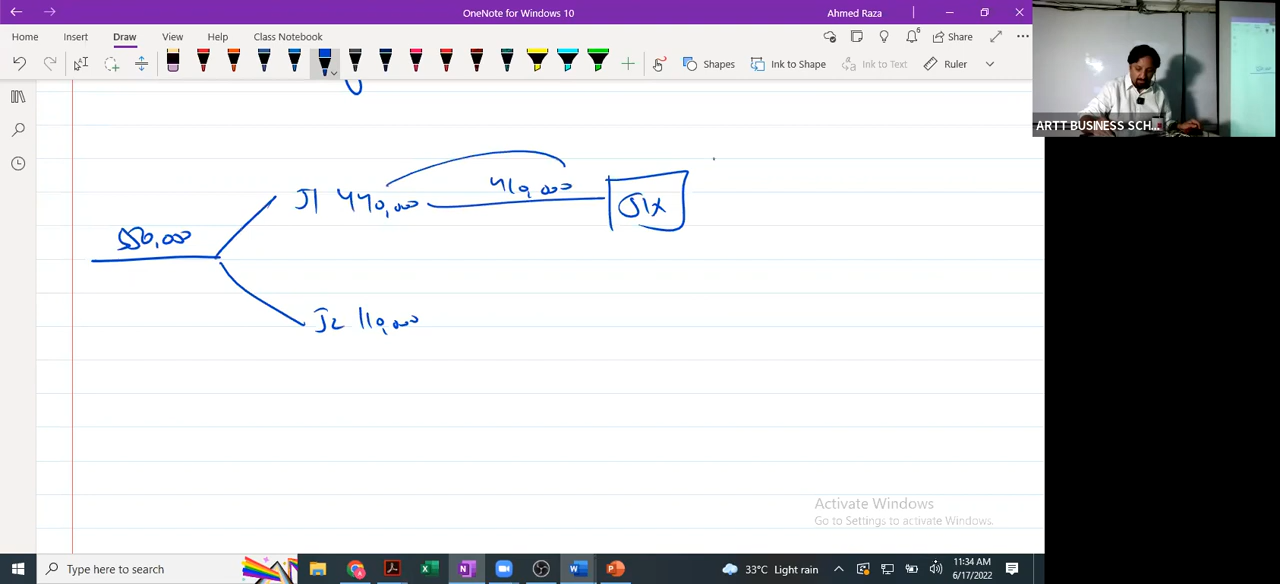 OneNote for Windows 10
Ahmed Raza
Home Insert Draw View Help Class Notebook
6 Share
Shapes Ink to Shape Ink to Text Ruler
ARTT BUSINESS SCH...
J1 440,000 410,000 J1X
550,000
J2 110,000
Activate Windows
Go to Settings to activate Windows.
Type here to search
33°C Light rain
11:34 AM
6/17/2022